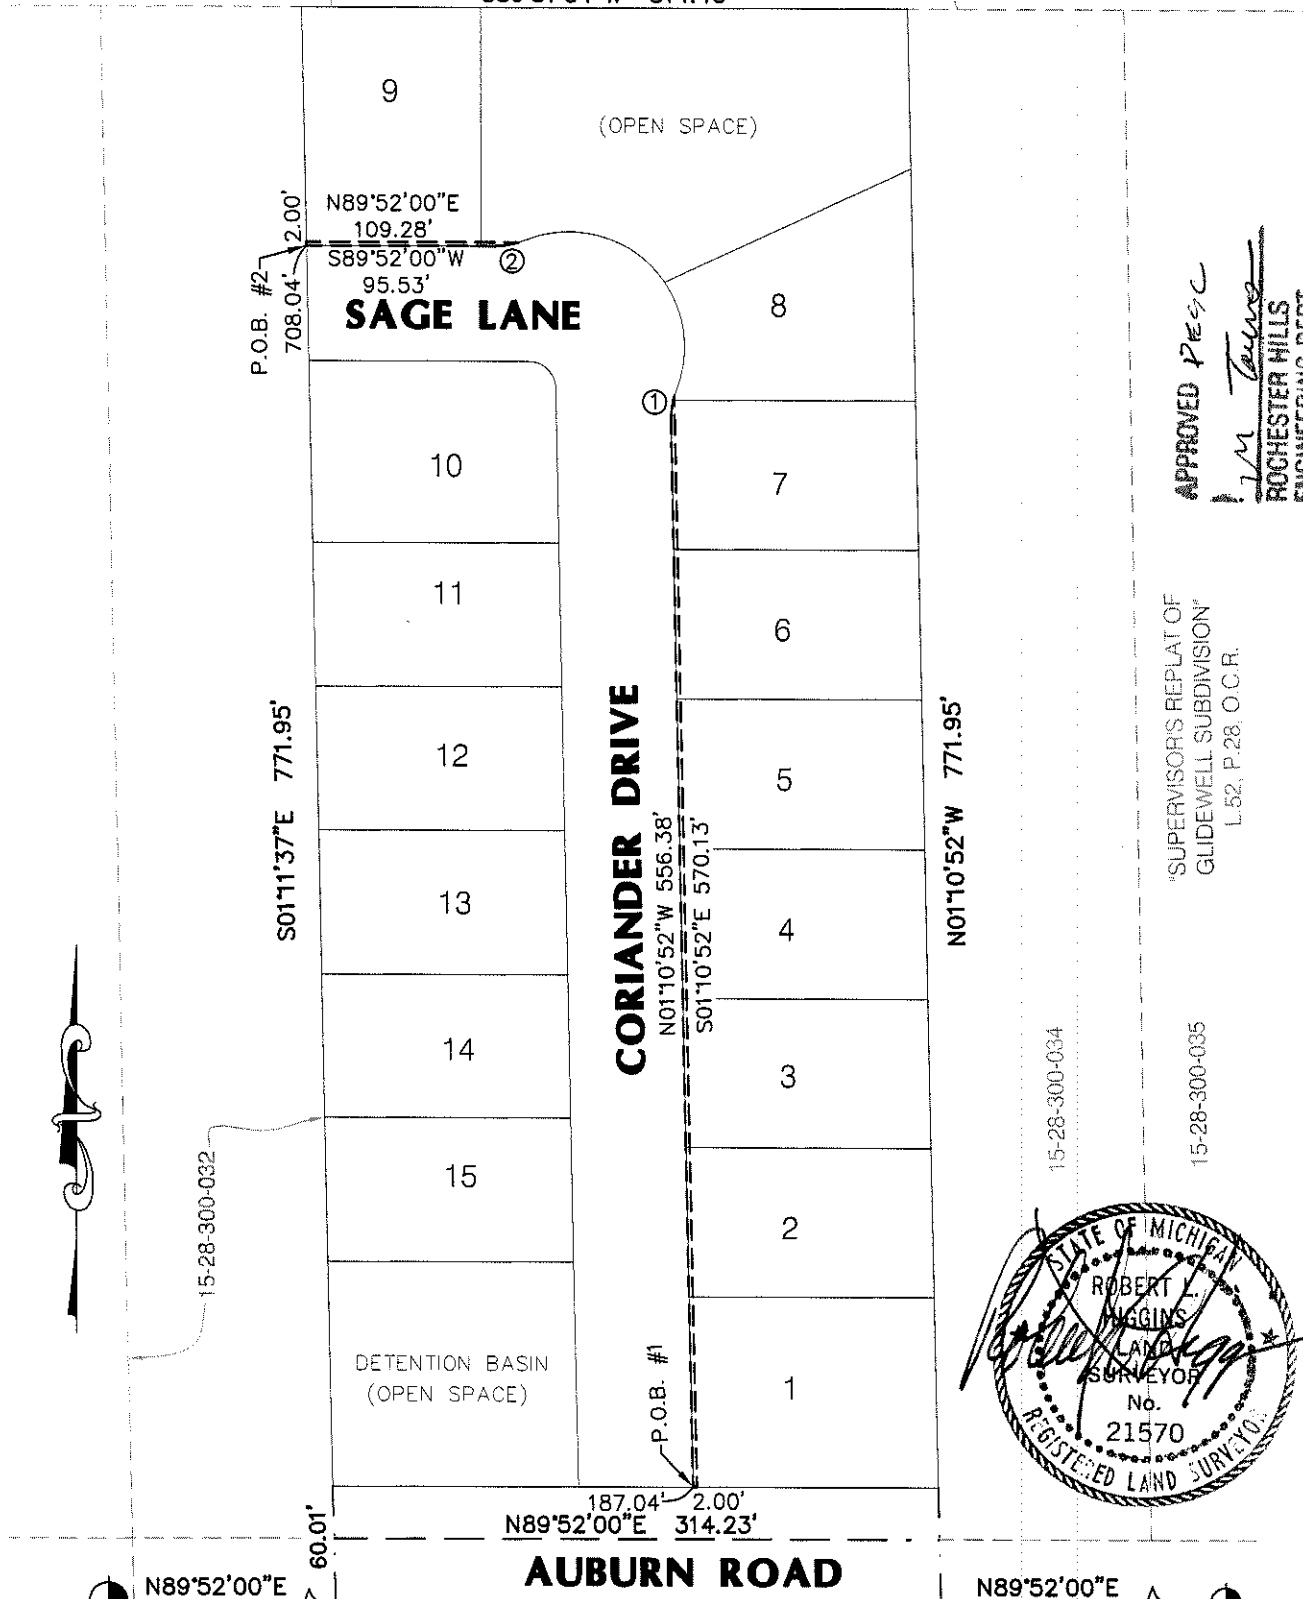 9
(OPEN SPACE)
N89°52'00"E
109.28'
2.00'
S89°52'00"W
95.53'
②
P.O.B. #2
708.04'
SAGE LANE
8
①
APPROVED DESC
ROCHESTER HILLS
ENGINEERING DEPT
10
7
11
6
"SUPERVISOR'S REPLAT OF
GLIDEWELL SUBDIVISION"
L.52, P.28, O.C.R.
12
5
S01°11'37"E 771.95'
CORIANDER DRIVE
N01°10'52"W 556.38'
S01°10'52"E 570.13'
N01°10'52"W 771.95'
13
4
14
3
15-28-300-034
15-28-300-035
15
15-28-300-032
2
STATE OF MICHIGAN
ROBERT L.
HIGGINS
LAND
SURVEYOR
No.
21570
REGISTERED LAND SURVEYOR
DETENTION BASIN
(OPEN SPACE)
P.O.B. #1
1
187.04' 2.00'
N89°52'00"E 314.23'
60.01'
AUBURN ROAD
N89°52'00"E
N89°52'00"E